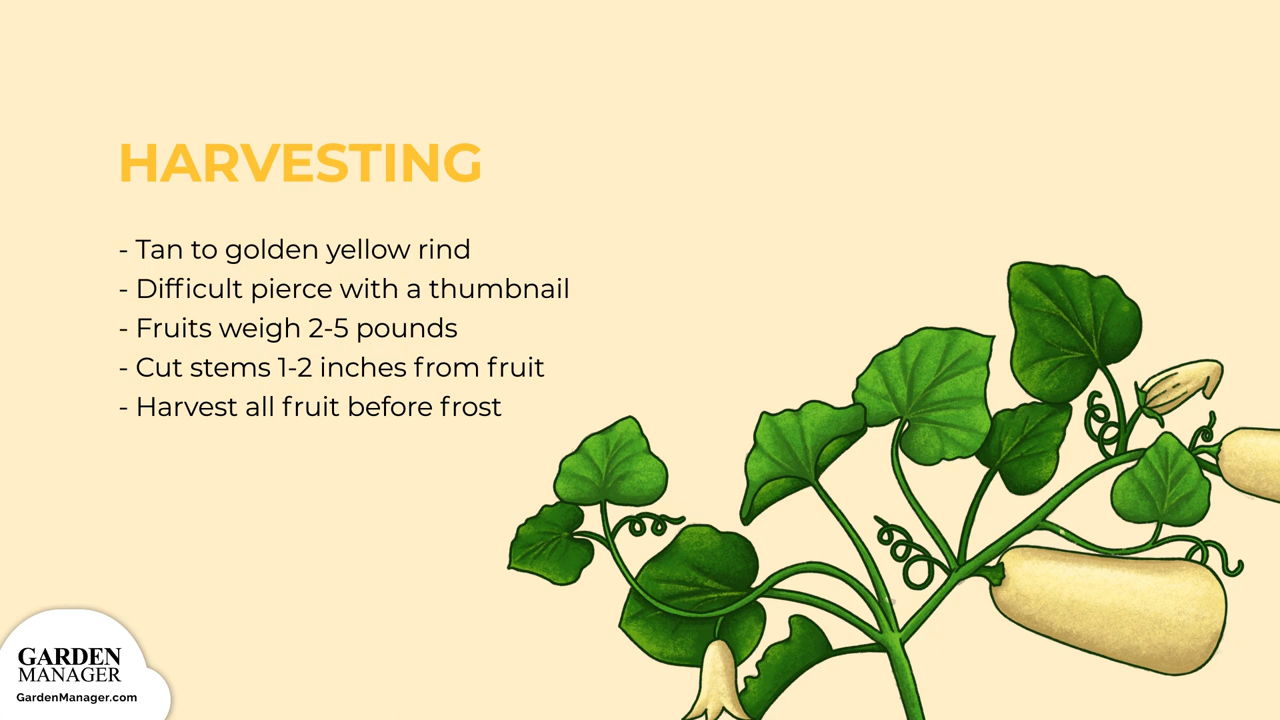 HARVESTING
- Tan to golden yellow rind
- Difficult pierce with a thumbnail
- Fruits weigh 2-5 pounds
- Cut stems 1-2 inches from fruit
- Harvest all fruit before frost
GARDEN
MANAGER
GardenManager.com